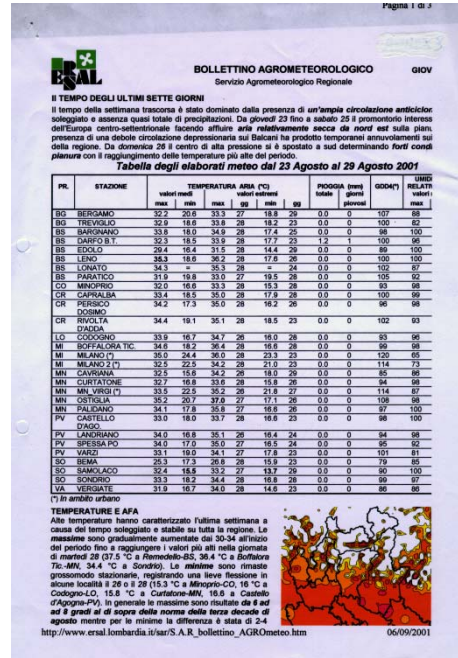 Pagina 1 di 3
ERSAL
BOLLETTINO AGROMETEOROLOGICO
GIOV
Servizio Agrometeorologico Regionale
Il TEMPO DEGLI ULTIMI SETTE GIORNI
Il tempo della settimana trascorsa è stato dominato dalla presenza di un'ampia circolazione anticiclon
soleggiato e assenza quasi totale di precipitazioni. Da giovedì 23 fino a sabato 25 il promontorio interes
dell'Europa centro-settentrionale facendo affluire aria relativamente secca da nord est sulla pianu
presenza di una debole circolazione depressionaria sui Balcani ha prodotto temporanei annuvolamenti sui
della regione. Da domenica 26 il centro di alta pressione si è spostato a sud determinando forti condi
pianura con il raggiungimento delle temperature più alte del periodo.
Tabella degli elaborati meteo dal 23 Agosto al 29 Agosto 2001
PR. STAZIONE TEMPERATURA ARIA (°C) PIOGGIA (mm) GDD4(*) UMIDI
valori medi valori estremi totale giorni RELATIV
max min max gg min gg piovosi max
BG BERGAMO 32.2 20.6 33.3 27 18.8 29 0.0 0 107 88
BG TREVIGLIO 32.9 18.6 33.8 28 18.2 23 0.0 0 100 82
BS BARGNANO 33.8 18.0 34.9 28 17.4 25 0.0 0 98 100
BS DARFO B.T. 32.3 18.5 33.9 28 17.7 23 1.2 1 100 96
BS EDOLO 29.4 16.4 31.5 28 14.4 29 0.0 0 89 100
BS LENO 35.3 18.6 36.2 28 17.6 26 0.0 0 100 100
BS LONATO 34.3 = 35.3 28 = 24 0.0 0 102 87
BS PARATICO 31.9 19.8 33.0 27 19.5 28 0.0 0 105 92
CO MINOPRIO 32.0 16.6 33.3 28 15.3 28 0.0 0 93 98
CR CAPRALBA 33.4 18.5 35.0 28 17.9 28 0.0 0 100 99
CR PERSICO DOSIMO 34.2 17.3 35.0 28 16.2 26 0.0 0 96 98
CR RIVOLTA D'ADDA 34.4 19.1 35.1 28 18.5 23 0.0 0 102 93
LO CODOGNO 33.9 16.7 34.7 26 16.0 28 0.0 0 93 96
MI BOFFALORA TIC. 34.6 18.2 36.4 28 16.6 28 0.0 0 99 98
MI MILANO (*) 35.0 24.4 36.0 28 23.3 23 0.0 0 120 65
MI MILANO 2 (*) 32.5 22.5 34.2 28 21.0 23 0.0 0 114 73
MN CAVRIANA 32.5 15.8 34.2 26 18.0 29 0.0 0 85 86
MN CURTATONE 32.7 16.8 33.6 28 15.8 26 0.0 0 94 98
MN MN_VIRGI (*) 33.5 22.5 35.2 26 21.8 27 0.0 0 114 87
MN OSTIGLIA 35.2 20.7 37.0 27 17.1 26 0.0 0 108 98
MN PALIDANO 34.1 17.8 35.8 27 16.6 26 0.0 0 97 100
PV CASTELLO D'AGO. 33.0 18.0 33.7 28 16.6 23 0.0 0 98 100
PV LANDRIANO 34.0 16.8 35.1 26 16.4 24 0.0 0 94 98
PV SPESSA PO 34.0 17.0 35.0 27 16.5 24 0.0 0 95 92
PV VARZI 33.1 19.0 34.1 27 17.8 23 0.0 0 101 81
SO BEMA 25.3 17.3 26.8 28 15.9 23 0.0 0 79 85
SO SAMOLACO 32.4 15.5 33.2 27 13.7 29 0.0 0 90 100
SO SONDRIO 33.3 18.2 34.4 28 16.8 28 0.0 0 99 97
VA VERGIATE 31.9 16.7 34.0 28 14.6 23 0.0 0 91 86
(*) In ambito urbano
TEMPERATURE E AFA
Alte temperature hanno caratterizzato l'ultima settimana a
causa del tempo soleggiato e stabile su tutta la regione. Le
massime sono gradualmente aumentate dai 30-34 all'inizio
del periodo fino a raggiungere i valori più alti nella giornata
di martedì 28 (37.5 °C a Remedello-BS, 36.4 °C a Boffalora
Tic.-MN, 34.4 °C a Sondrio). Le minime sono rimaste
grossomodo stazionarie, registrando una lieve flessione in
alcune località il 26 o il 28 (15.3 °C a Minoprio-CO, 16 °C a
Codogno-LO, 15.8 °C a Curtatone-MN, 16.6 a Castello
d'Agogna-PV). In generale le massime sono risultate da 6 ad
ad 8 gradi al di sopra della norma della terza decade di
agosto mentre per le minime la differenza è stata di 2-4
http://www.ersal.lombardia.it/sar/S.A.R_bollettino_AGROmeteo.htm 06/09/2001